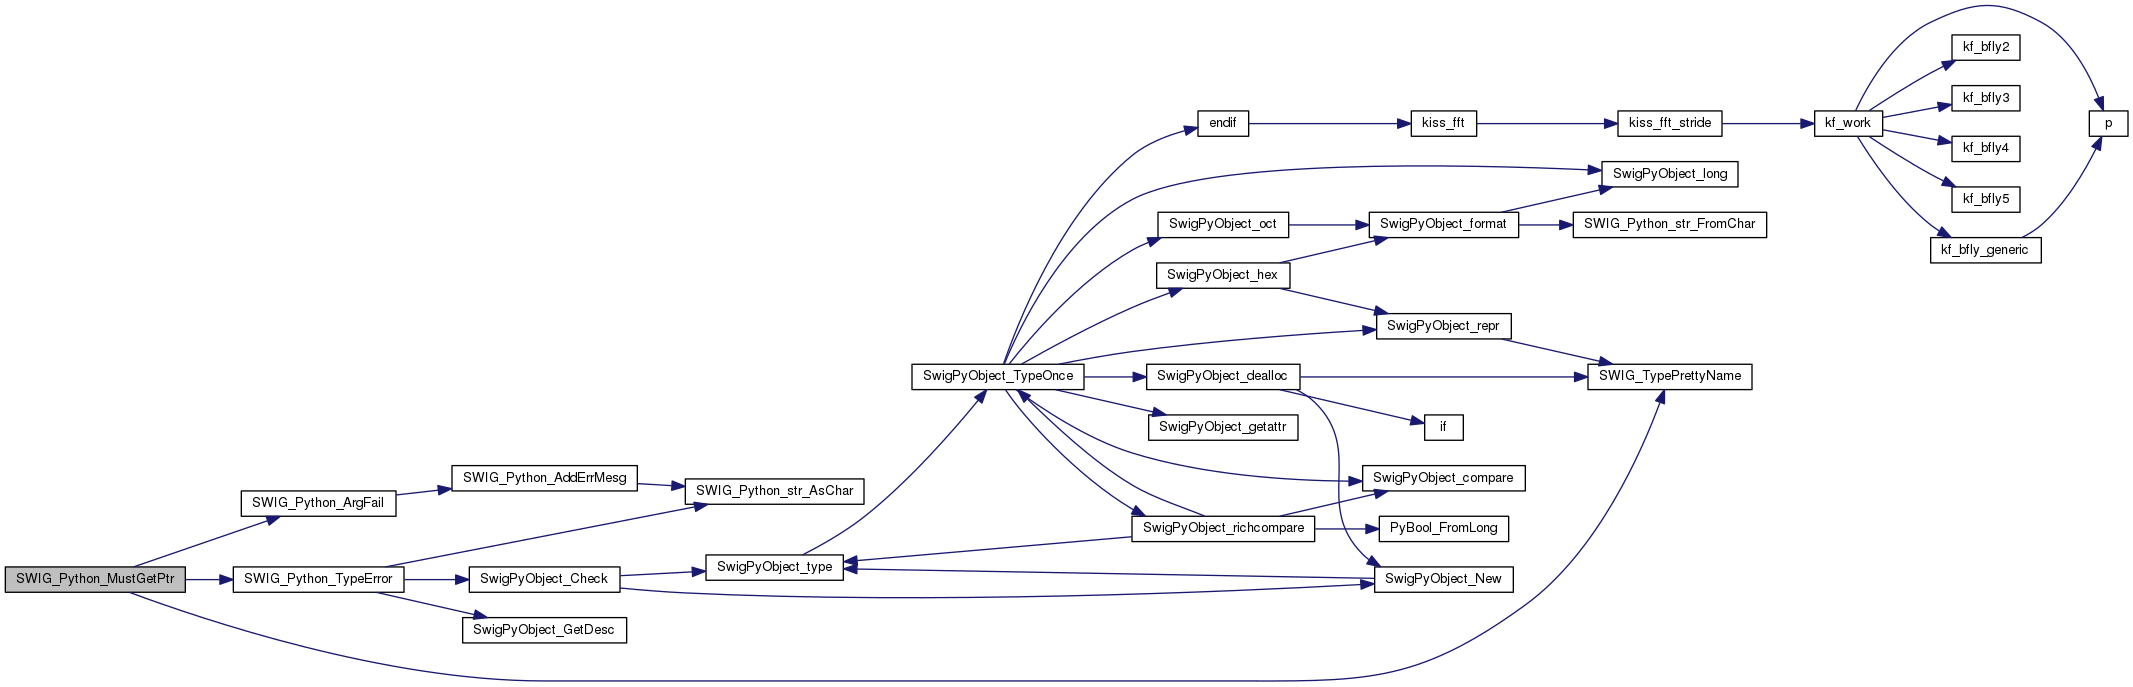 kf_bfly2
kf_bfly3
endif
kiss_fft
kiss_fft_stride
kf_work
p
kf_bfly4
SwigPyObject_long
kf_bfly5
SwigPyObject_oct
SwigPyObject_format
SWIG_Python_str_FromChar
kf_bfly_generic
SwigPyObject_hex
SwigPyObject_repr
SwigPyObject_TypeOnce
SwigPyObject_dealloc
SWIG_TypePrettyName
SwigPyObject_getattr
if
SWIG_Python_AddErrMesg
SwigPyObject_compare
SWIG_Python_str_AsChar
SWIG_Python_ArgFail
SwigPyObject_richcompare
PyBool_FromLong
SwigPyObject_type
SWIG_Python_MustGetPtr
SWIG_Python_TypeError
SwigPyObject_Check
SwigPyObject_New
SwigPyObject_GetDesc